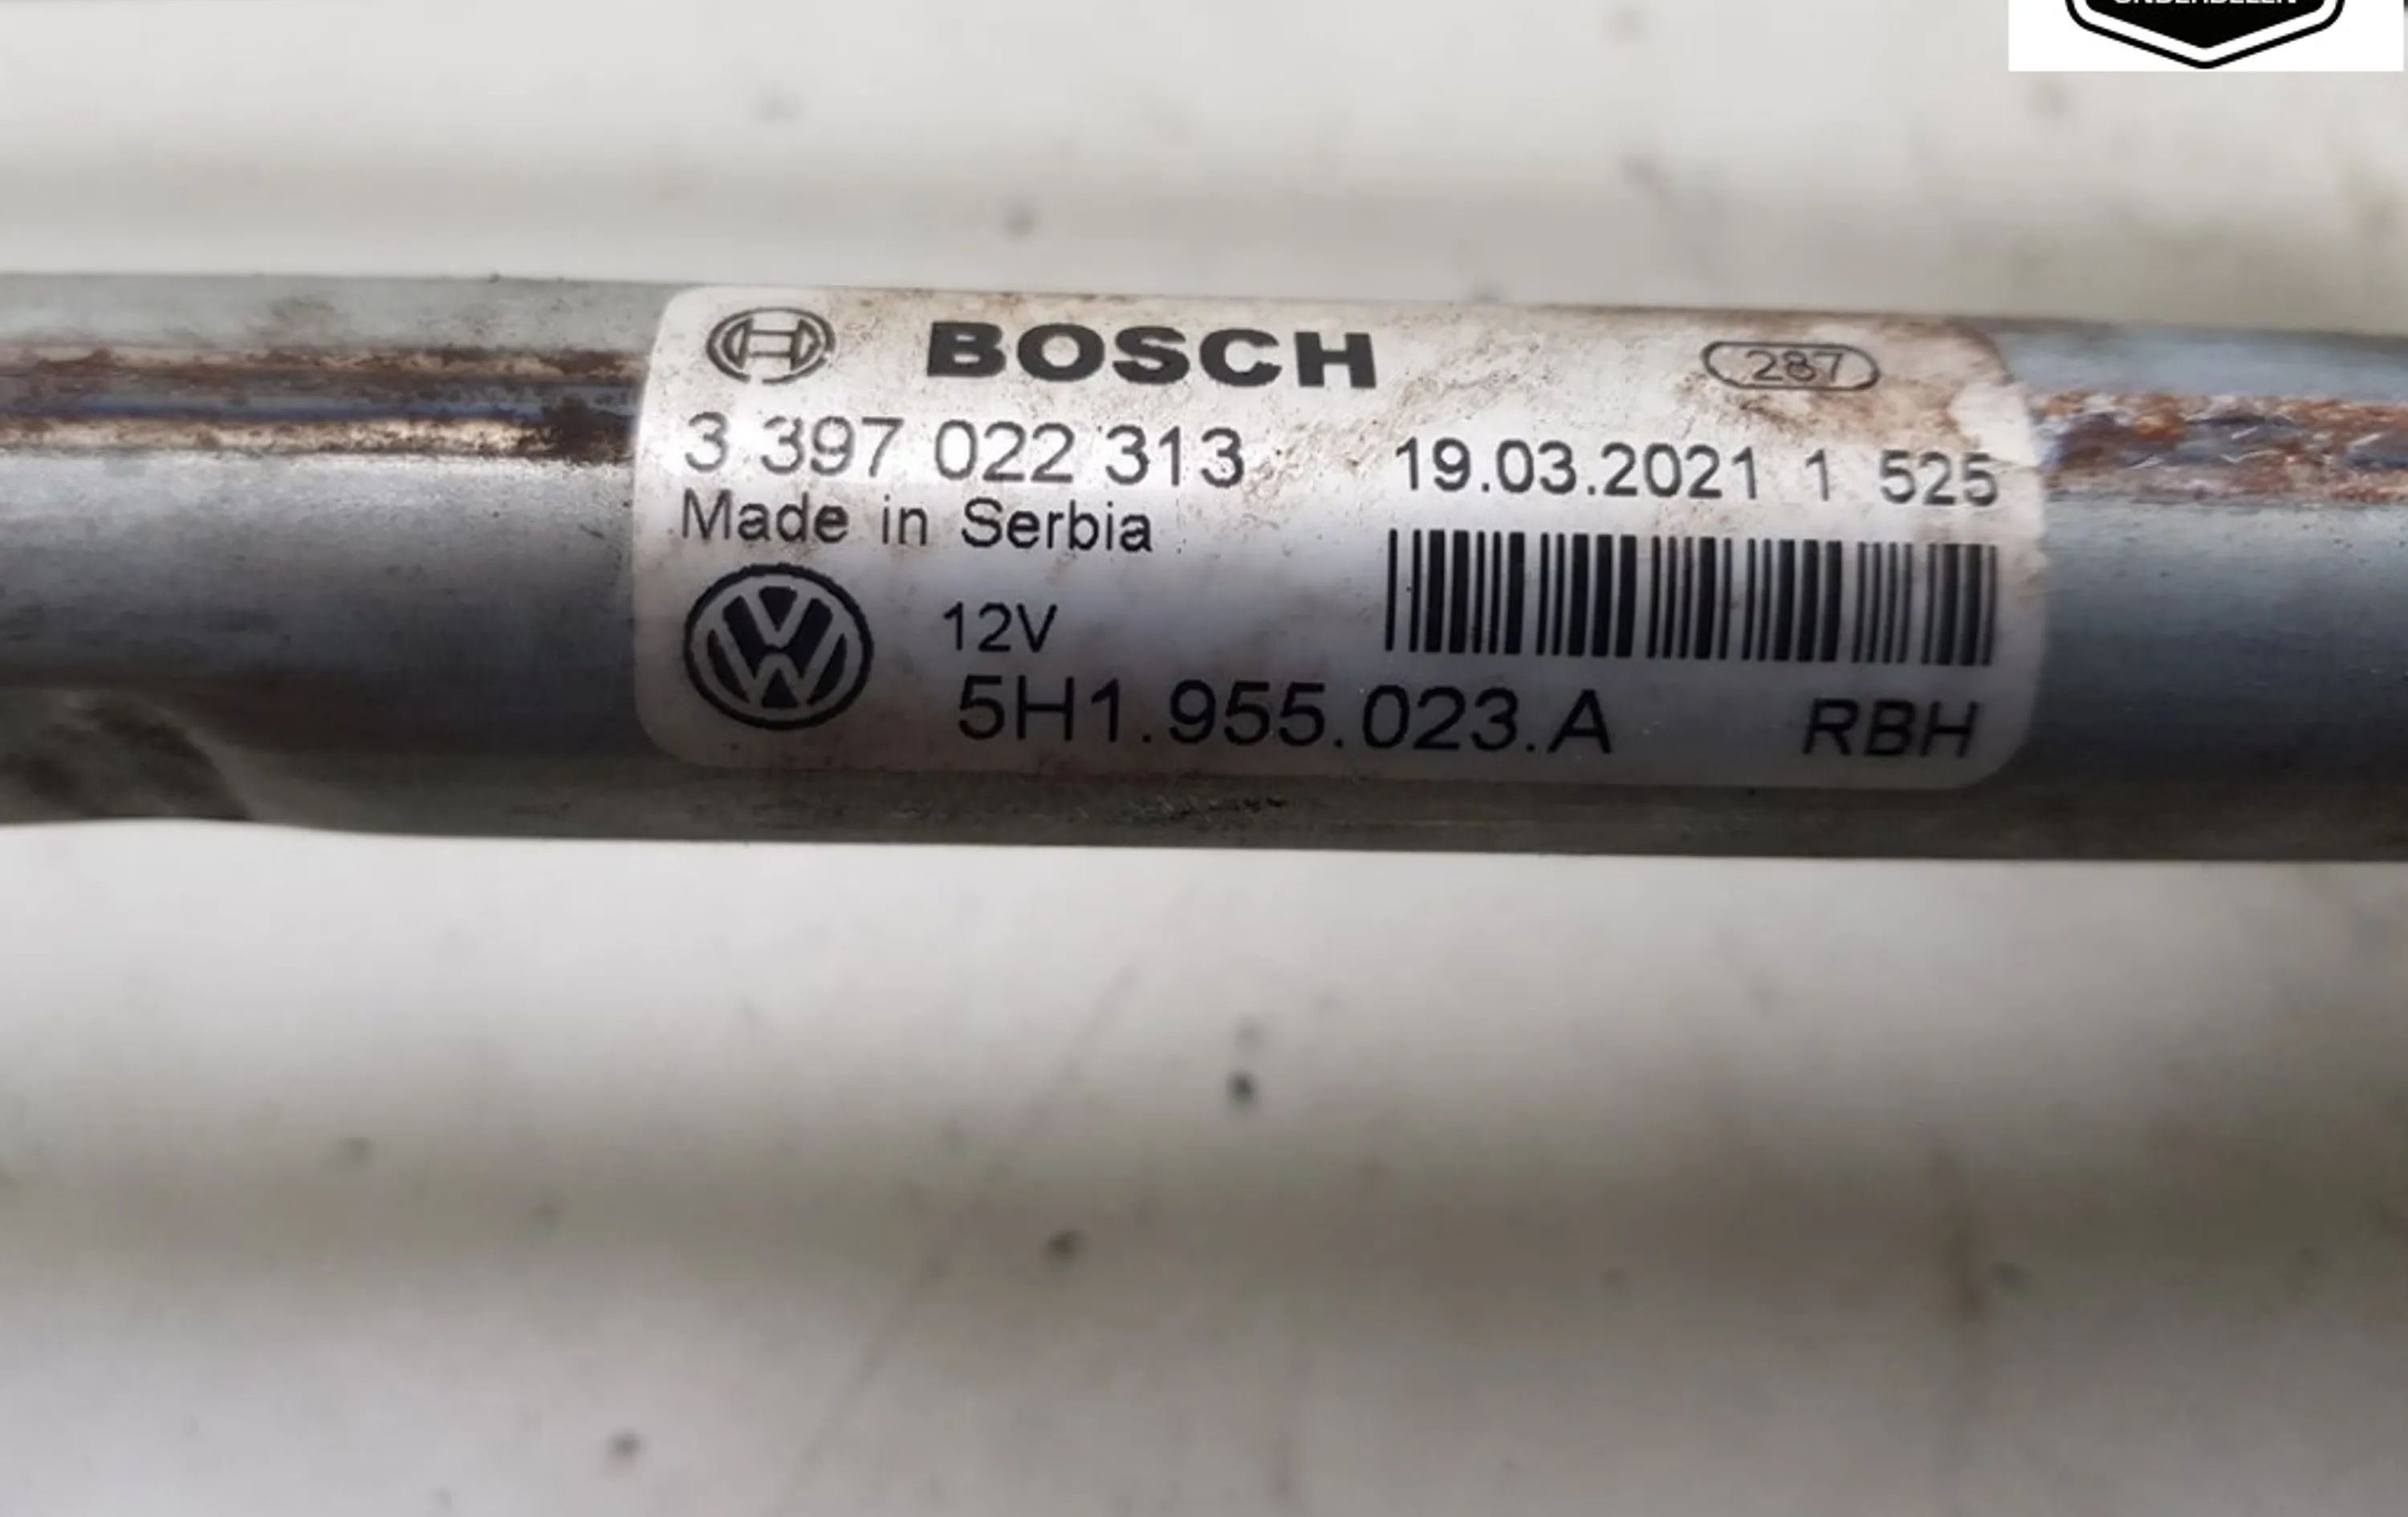 ONDERDELEN
BOSCH 287
3 397 022 313 19.03.2021 1 525
Made in Serbia
12V
5H1.955.023.A RBH